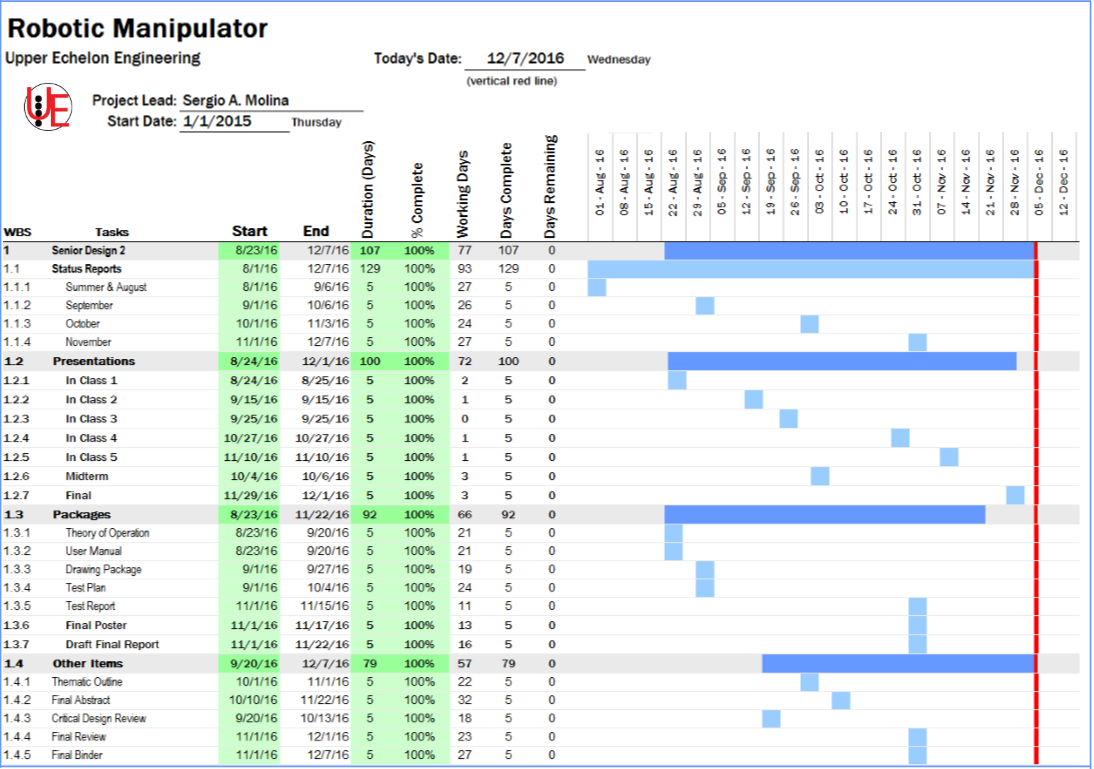 Robotic Manipulator
Upper Echelon Engineering
Today's Date: 12/7/2016 Wednesday
(vertical red line)
UE
Project Lead: Sergio A. Molina
Start Date: 1/1/2015 Thursday
WBS Tasks Start End Duration (Days) % Complete Working Days Days Complete Days Remaining 01 - Aug - 16 08 - Aug - 16 15 - Aug - 16 22 - Aug - 16 29 - Aug - 16 05 - Sep - 16 12 - Sep - 16 19 - Sep - 16 26 - Sep - 16 03 - Oct - 16 10 - Oct - 16 17 - Oct - 16 24 - Oct - 16 31 - Oct - 16 07 - Nov - 16 14 - Nov - 16 21 - Nov - 16 28 - Nov - 16 05 - Dec - 16 12 - Dec - 16
1 Senior Design 2 8/23/16 12/7/16 107 100% 77 107 0
1.1 Status Reports 8/1/16 12/7/16 129 100% 93 129 0
1.1.1 Summer & August 8/1/16 9/6/16 5 100% 27 5 0
1.1.2 September 9/1/16 10/6/16 5 100% 26 5 0
1.1.3 October 10/1/16 11/3/16 5 100% 24 5 0
1.1.4 November 11/1/16 12/7/16 5 100% 27 5 0
1.2 Presentations 8/24/16 12/1/16 100 100% 72 100 0
1.2.1 In Class 1 8/24/16 8/25/16 5 100% 2 5 0
1.2.2 In Class 2 9/15/16 9/15/16 5 100% 1 5 0
1.2.3 In Class 3 9/25/16 9/25/16 5 100% 0 5 0
1.2.4 In Class 4 10/27/16 10/27/16 5 100% 1 5 0
1.2.5 In Class 5 11/10/16 11/10/16 5 100% 1 5 0
1.2.6 Midterm 10/4/16 10/6/16 5 100% 3 5 0
1.2.7 Final 11/29/16 12/1/16 5 100% 3 5 0
1.3 Packages 8/23/16 11/22/16 92 100% 66 92 0
1.3.1 Theory of Operation 8/23/16 9/20/16 5 100% 21 5 0
1.3.2 User Manual 8/23/16 9/20/16 5 100% 21 5 0
1.3.3 Drawing Package 9/1/16 9/27/16 5 100% 19 5 0
1.3.4 Test Plan 9/1/16 10/4/16 5 100% 24 5 0
1.3.5 Test Report 11/1/16 11/15/16 5 100% 11 5 0
1.3.6 Final Poster 11/1/16 11/17/16 5 100% 13 5 0
1.3.7 Draft Final Report 11/1/16 11/22/16 5 100% 16 5 0
1.4 Other Items 9/20/16 12/7/16 79 100% 57 79 0
1.4.1 Thematic Outline 10/1/16 11/1/16 5 100% 22 5 0
1.4.2 Final Abstract 10/10/16 11/22/16 5 100% 32 5 0
1.4.3 Critical Design Review 9/20/16 10/13/16 5 100% 18 5 0
1.4.4 Final Review 11/1/16 12/1/16 5 100% 23 5 0
1.4.5 Final Binder 11/1/16 12/7/16 5 100% 27 5 0